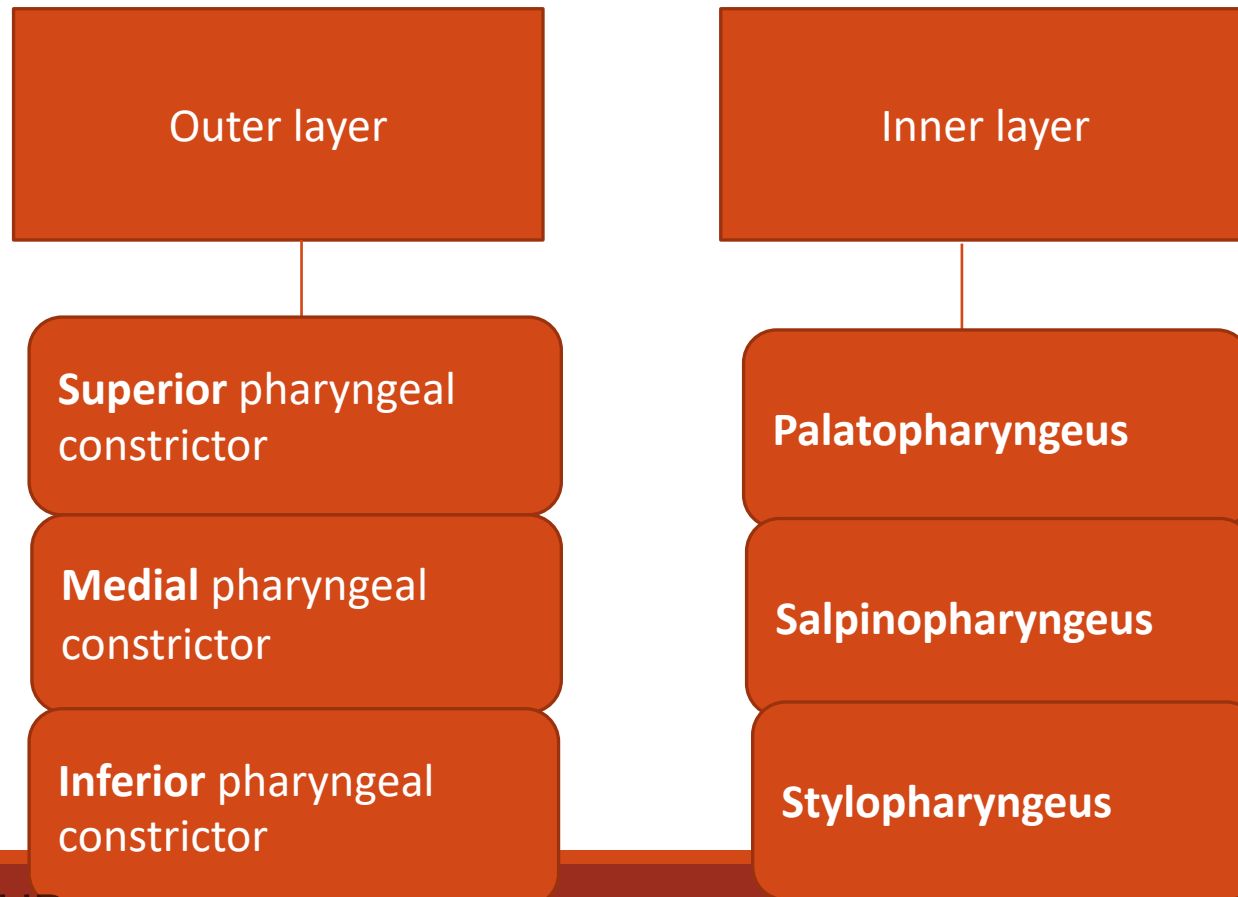 Outer layer
Superior pharyngeal
constrictor
Medial pharyngeal
constrictor
Inferior pharyngeal
constrictor
Inner layer
Palatopharyngeus
Salpinopharyngeus
Stylopharyngeus